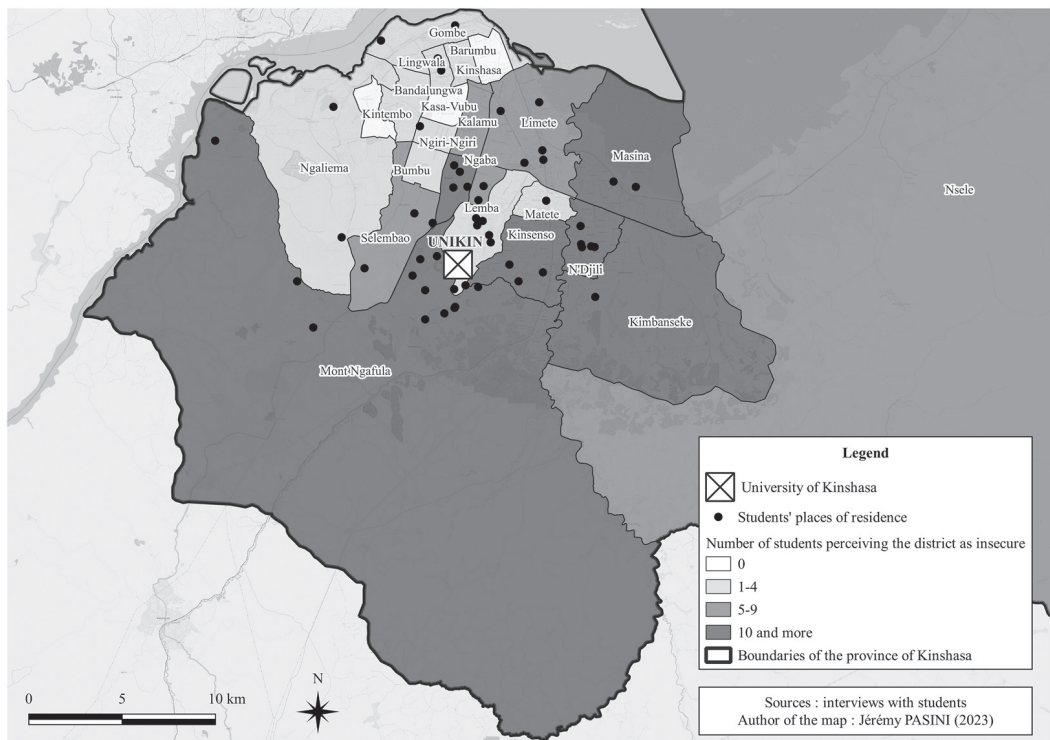 Gombe
Barumbu
Lingwala
Kinshasa
Bandalungwa
Kasa-Vubu
Kintembo
Kalamu
Limete
Ngiri-Ngiri
Ngaba
Masina
Ngaliema
Bumbu
Nsele
Lemba
Matete
Selembao
UNIKIN
Kinsenso
N'Djili
Kimbanseke
Mont Ngafula
Legend
University of Kinshasa
Students' places of residence
Number of students perceiving the district as insecure
0
1-4
5-9
10 and more
Boundaries of the province of Kinshasa
N
0 5 10 km
Sources : interviews with students
Author of the map : Jérémy PASINI (2023)